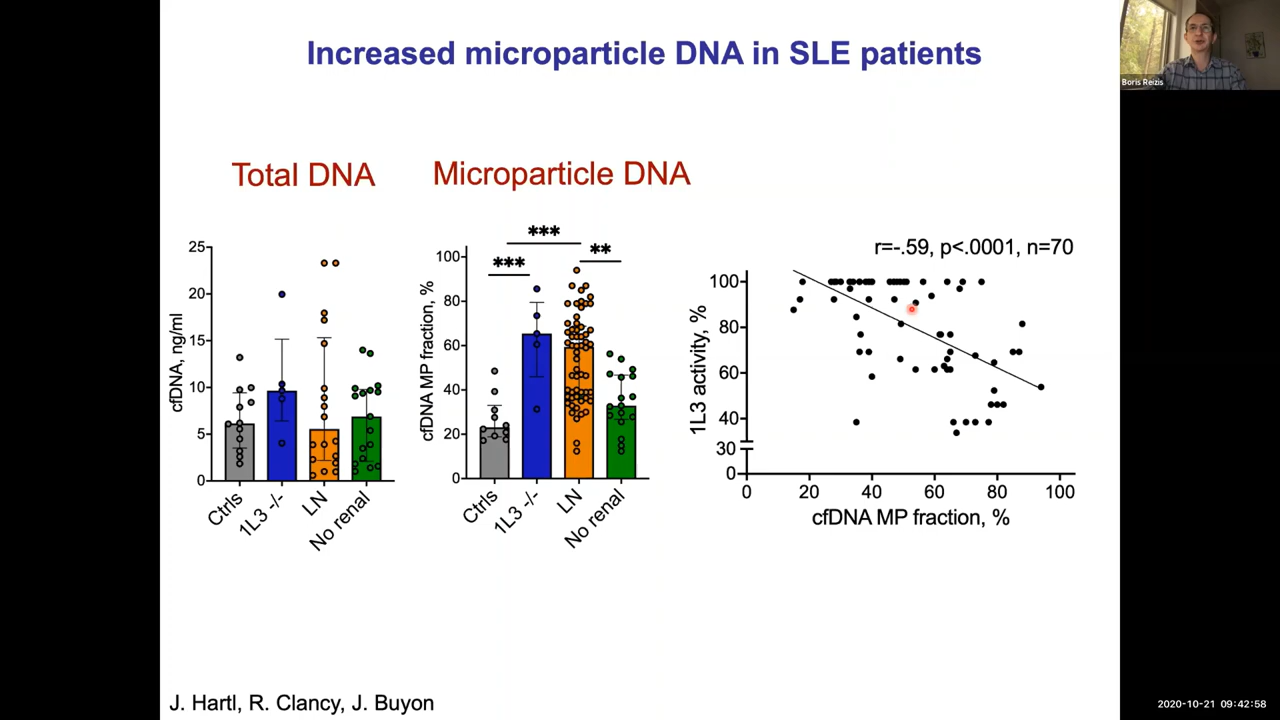 Increased microparticle DNA in SLE patients
Boris Reizis
Total DNA
Microparticle DNA
cfDNA, ng/ml
25
20
15
10
5
0
Ctrls
1L3 -/-
LN
No renal
cfDNA MP fraction, %
100
80
60
40
20
0
***
***
**
Ctrls
1L3 -/-
LN
No renal
r=-.59, p<.0001, n=70
1L3 activity, %
100
80
60
40
30
0
0
20
40
60
80
100
cfDNA MP fraction, %
J. Hartl, R. Clancy, J. Buyon
2020-10-21 09:42:58